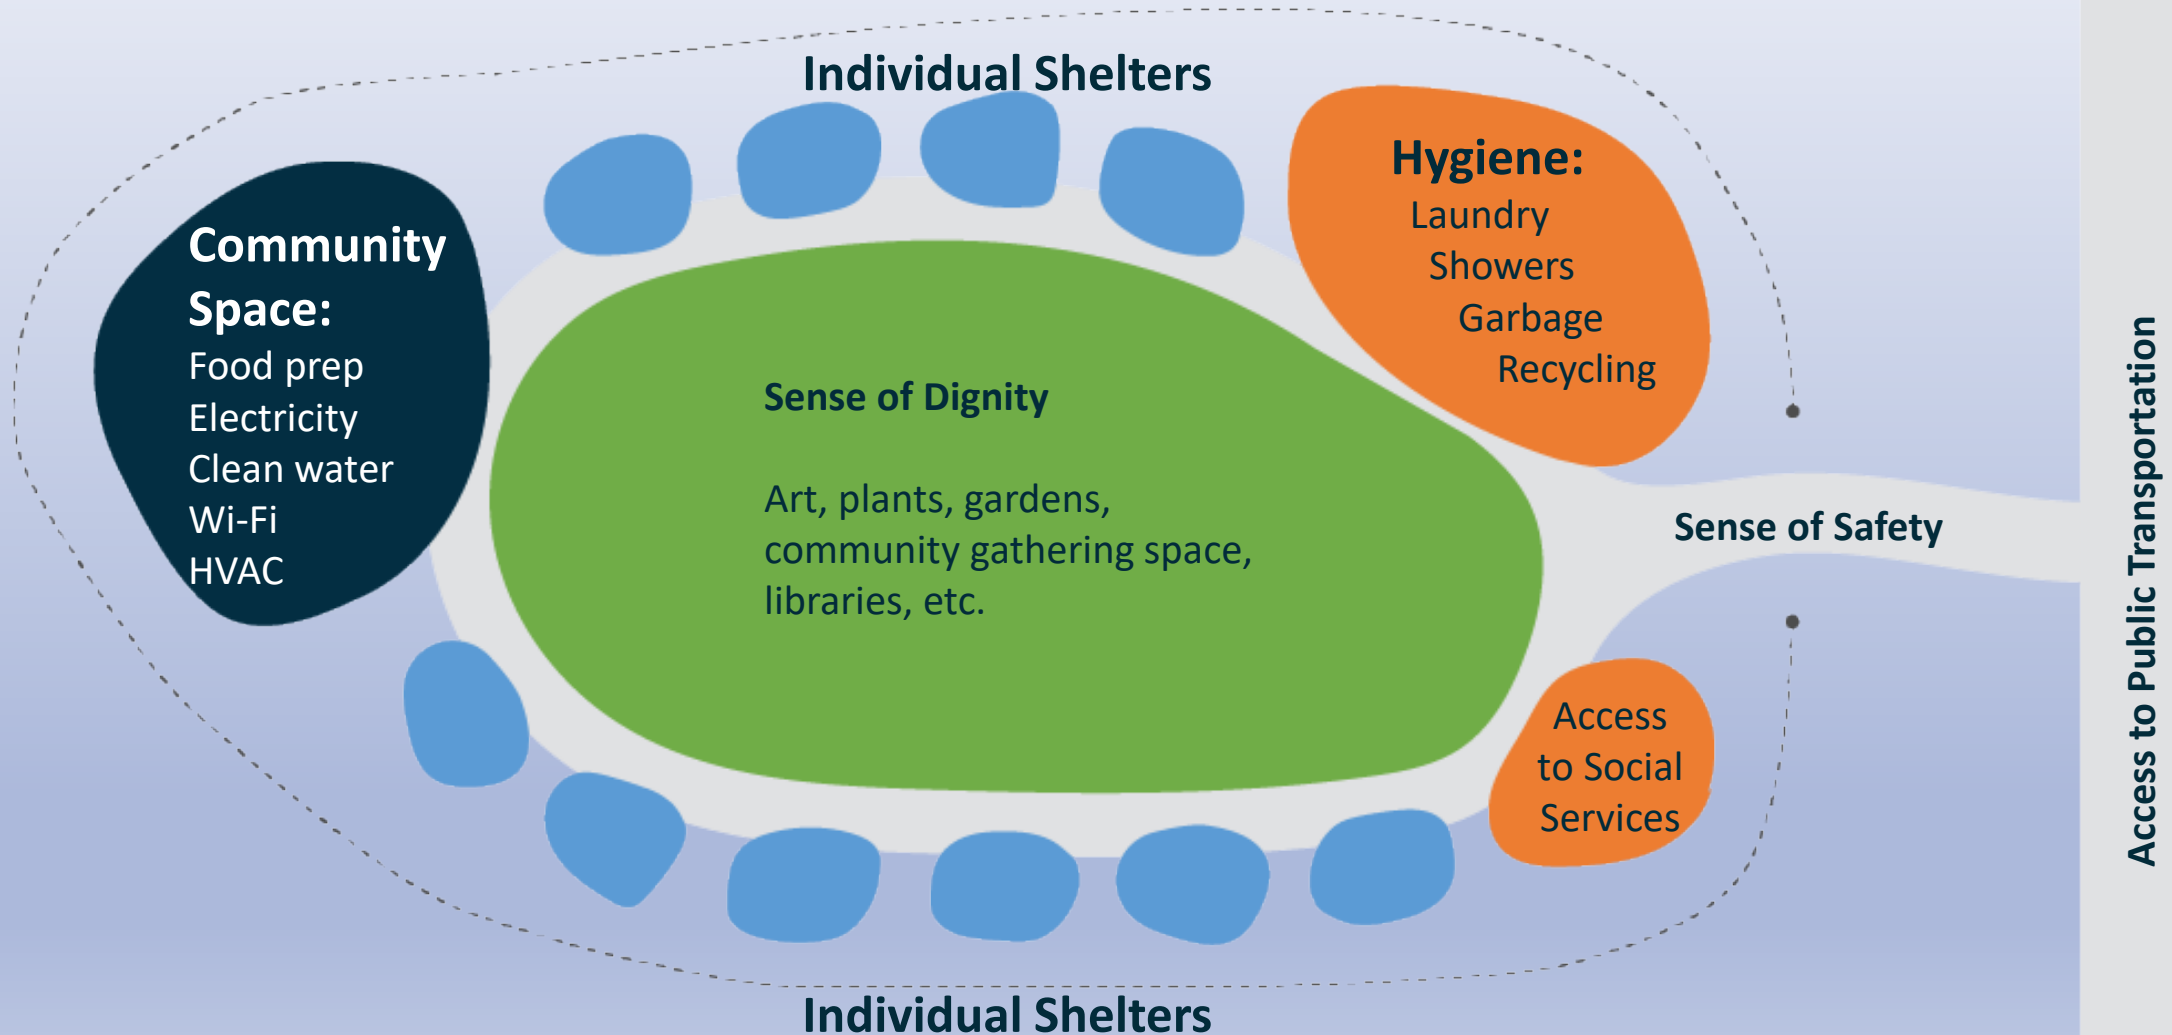 Individual Shelters
Community
Space:
Food prep
Electricity
Clean water
Wi-Fi
HVAC
Hygiene:
Laundry
Showers
Garbage
Recycling
Sense of Dignity
Art, plants, gardens,
community gathering space,
libraries, etc.
Sense of Safety
Access
to Social
Services
Access to Public Transportation
Individual Shelters